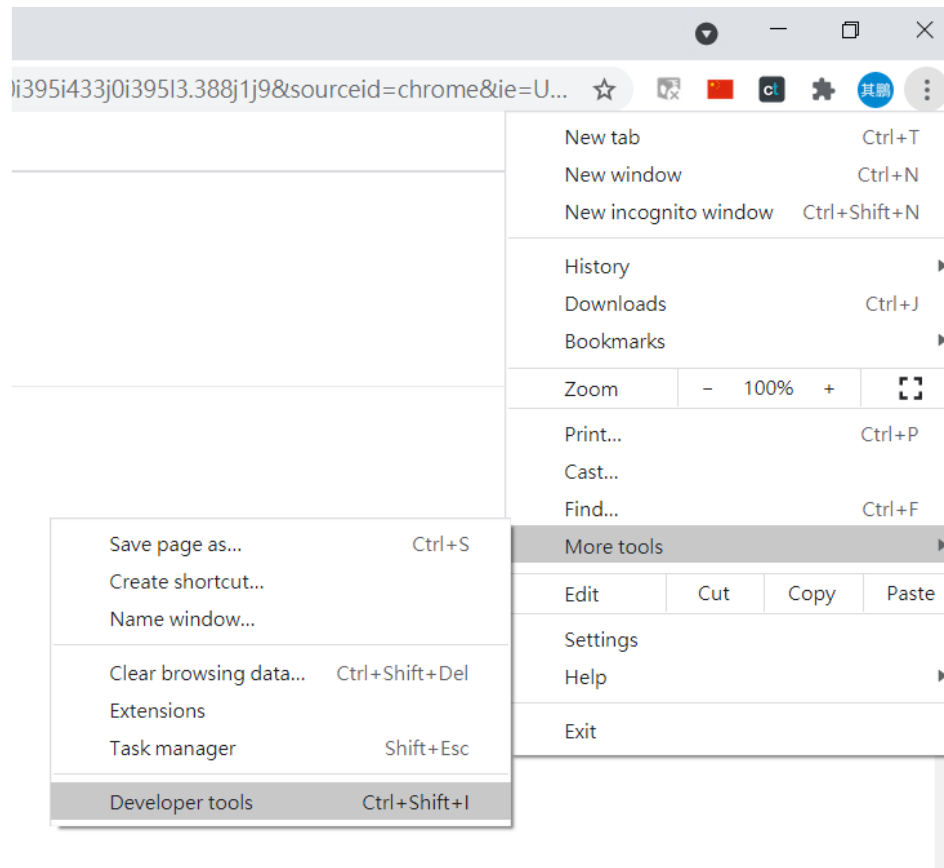 0i395i433j0i395l3.388j1j9&sourceid=chrome&ie=U...
ct
其鹏
New tab Ctrl+T
New window Ctrl+N
New incognito window Ctrl+Shift+N
History
Downloads Ctrl+J
Bookmarks
Zoom - 100% +
Print... Ctrl+P
Cast...
Find... Ctrl+F
More tools
Edit Cut Copy Paste
Settings
Help
Exit
Save page as... Ctrl+S
Create shortcut...
Name window...
Clear browsing data... Ctrl+Shift+Del
Extensions
Task manager Shift+Esc
Developer tools Ctrl+Shift+I